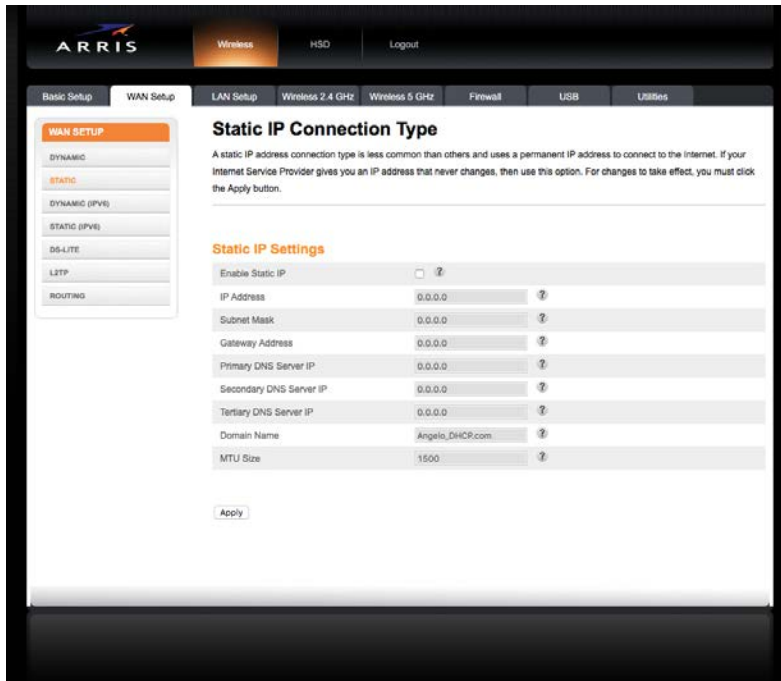 ARRIS
Wireless HSD Logout
Basic Setup WAN Setup LAN Setup Wireless 2.4 GHz Wireless 5 GHz Firewall USB Utilities
WAN SETUP
DYNAMIC
STATIC
DYNAMIC (IPV6)
STATIC (IPV6)
DS-LITE
L2TP
ROUTING
Static IP Connection Type
A static IP address connection type is less common than others and uses a permanent IP address to connect to the Internet. If your
Internet Service Provider gives you an IP address that never changes, then use this option. For changes to take effect, you must click
the Apply button.
Static IP Settings
Enable Static IP ?
IP Address 0.0.0.0 ?
Subnet Mask 0.0.0.0 ?
Gateway Address 0.0.0.0 ?
Primary DNS Server IP 0.0.0.0 ?
Secondary DNS Server IP 0.0.0.0 ?
Tertiary DNS Server IP 0.0.0.0 ?
Domain Name Angelo_DHCP.com ?
MTU Size 1500 ?
Apply